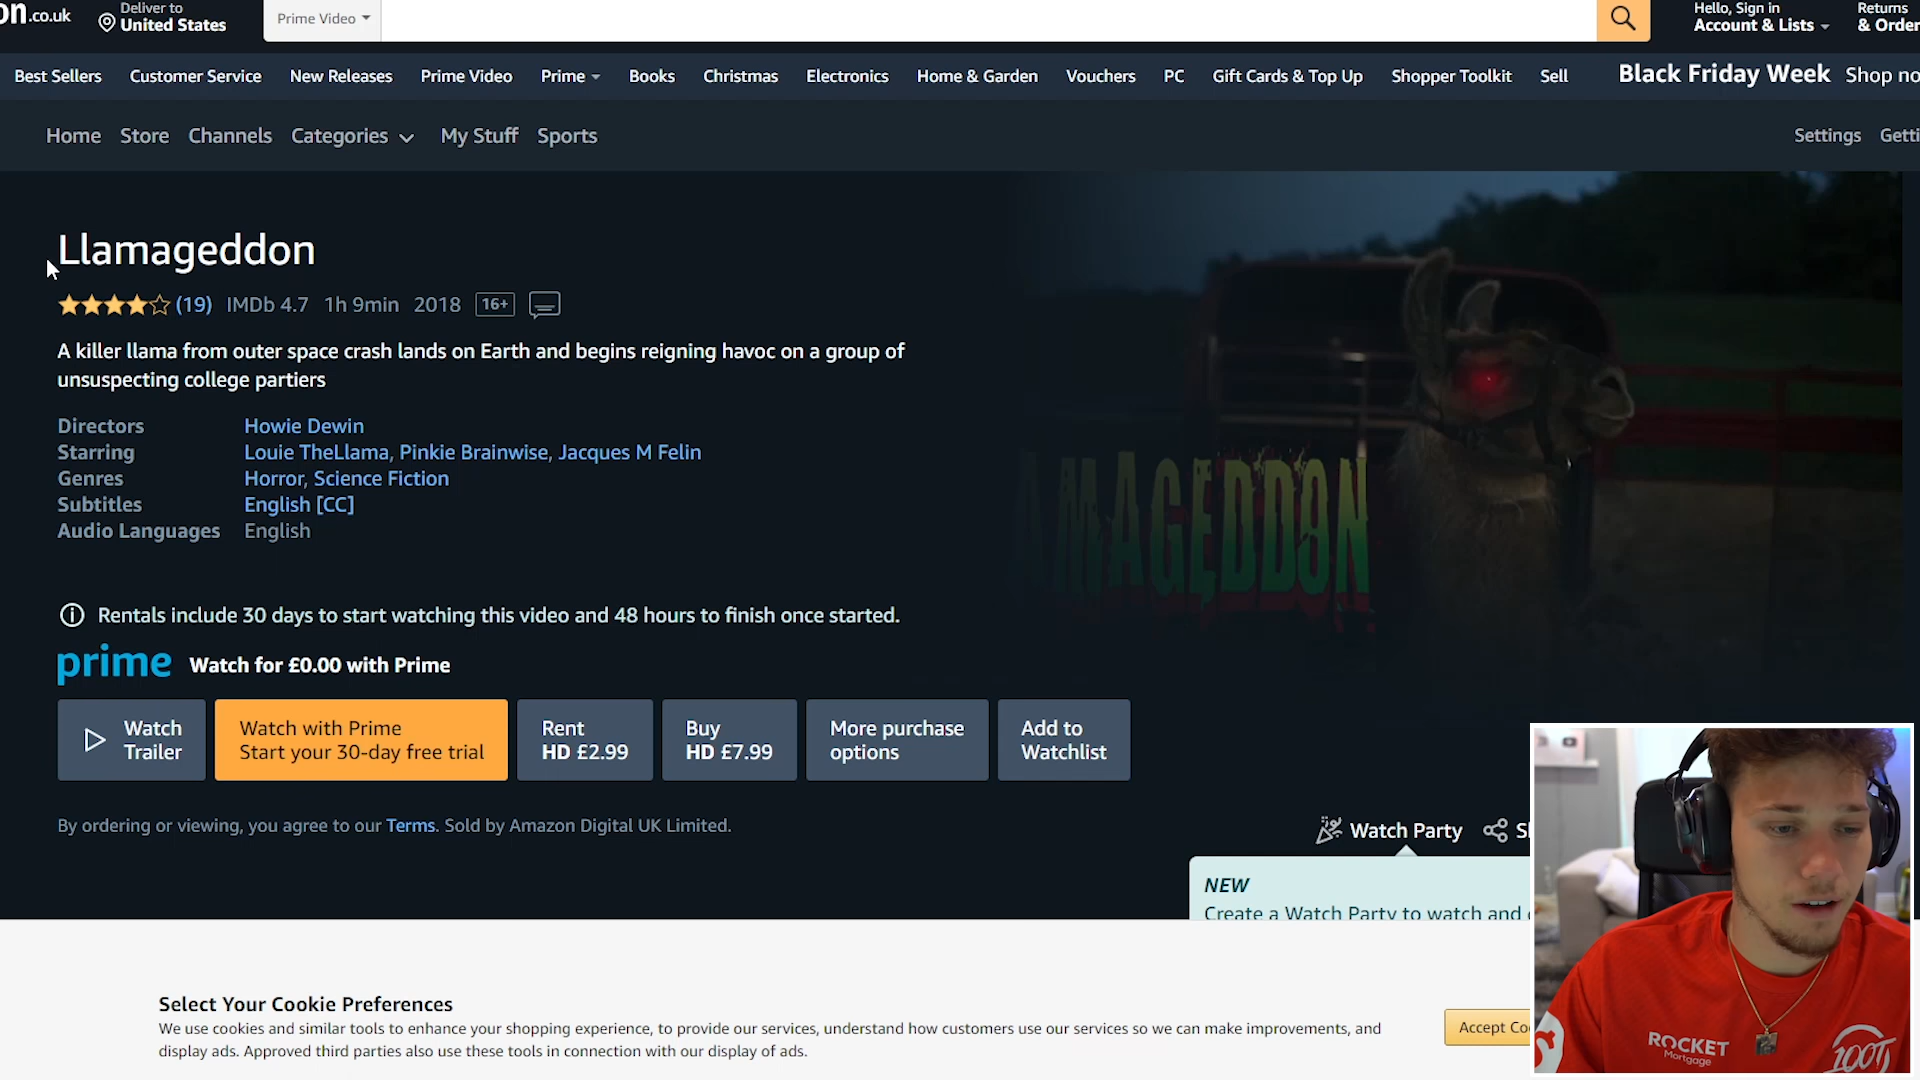 on.co.uk
Deliver to
United States
Prime Video
Hello, Sign in
Account & Lists
Returns
& Order
Best Sellers Customer Service New Releases Prime Video Prime Books Christmas Electronics Home & Garden Vouchers PC Gift Cards & Top Up Shopper Toolkit Sell Black Friday Week Shop no
Home Store Channels Categories My Stuff Sports Settings Getti
Llamageddon
(19) IMDb 4.7 1h 9min 2018 16+
A killer llama from outer space crash lands on Earth and begins reigning havoc on a group of
unsuspecting college partiers
Directors Howie Dewin
Starring Louie TheLlama, Pinkie Brainwise, Jacques M Felin
Genres Horror, Science Fiction
Subtitles English [CC]
Audio Languages English
AMAGEDDON
Rentals include 30 days to start watching this video and 48 hours to finish once started.
prime Watch for £0.00 with Prime
Watch
Trailer
Watch with Prime
Start your 30-day free trial
Rent
HD £2.99
Buy
HD £7.99
More purchase
options
Add to
Watchlist
By ordering or viewing, you agree to our Terms. Sold by Amazon Digital UK Limited.
Watch Party Sh
NEW
Create a Watch Party to watch and
Select Your Cookie Preferences
We use cookies and similar tools to enhance your shopping experience, to provide our services, understand how customers use our services so we can make improvements, and
display ads. Approved third parties also use these tools in connection with our display of ads.
Accept Co
ROCKET
Mortgage
100T